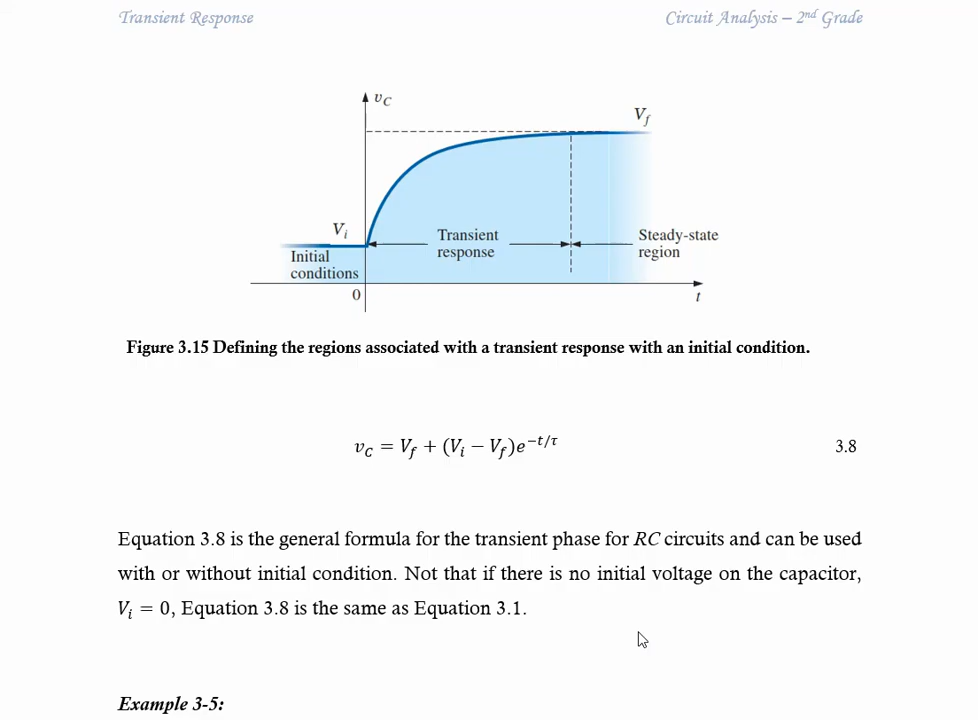 Transient Response
Circuit Analysis – 2nd Grade
vC
Vf
Vi
Transient
response
Steady-state
region
Initial
conditions
0
t
Figure 3.15 Defining the regions associated with a transient response with an initial condition.
vC = Vf + (Vi − Vf)e^−t/τ
3.8
Equation 3.8 is the general formula for the transient phase for RC circuits and can be used
with or without initial condition. Not that if there is no initial voltage on the capacitor,
Vi = 0, Equation 3.8 is the same as Equation 3.1.
Example 3-5: